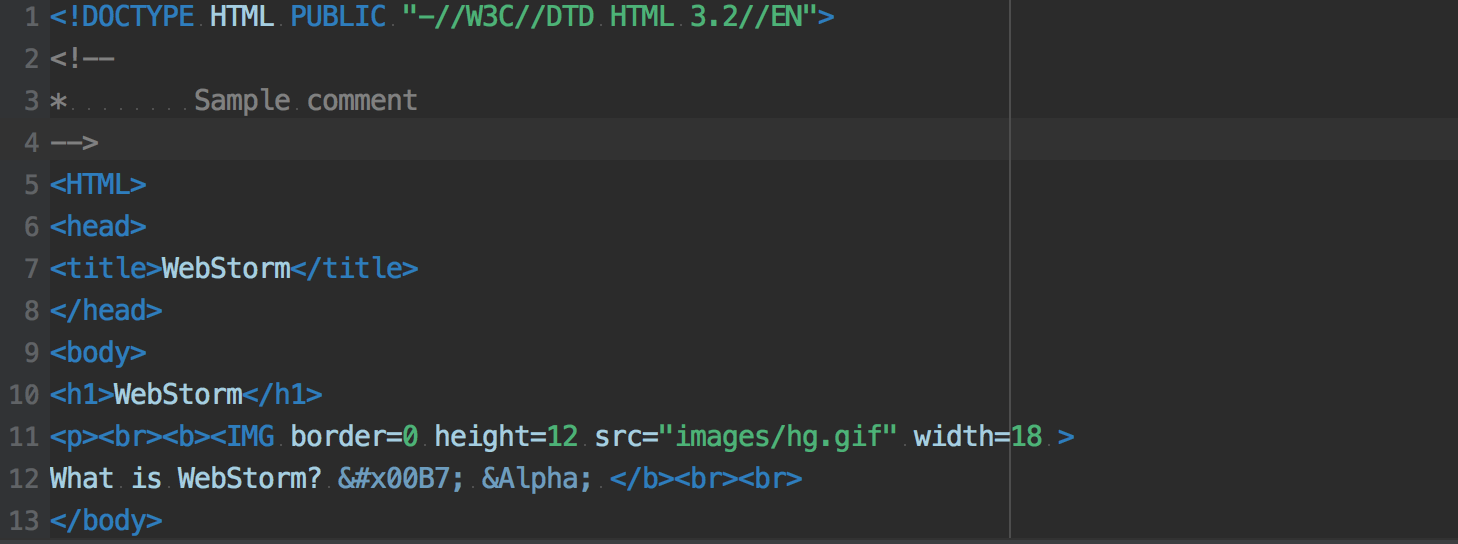 1 <!DOCTYPE HTML PUBLIC "-//W3C//DTD HTML 3.2//EN">
2 <!--
3 *        Sample comment
4 -->
5 <HTML>
6 <head>
7 <title>WebStorm</title>
8 </head>
9 <body>
10 <h1>WebStorm</h1>
11 <p><br><b><IMG border=0 height=12 src="images/hg.gif" width=18 >
12 What is WebStorm? &#x00B7; &Alpha; </b><br><br>
13 </body>